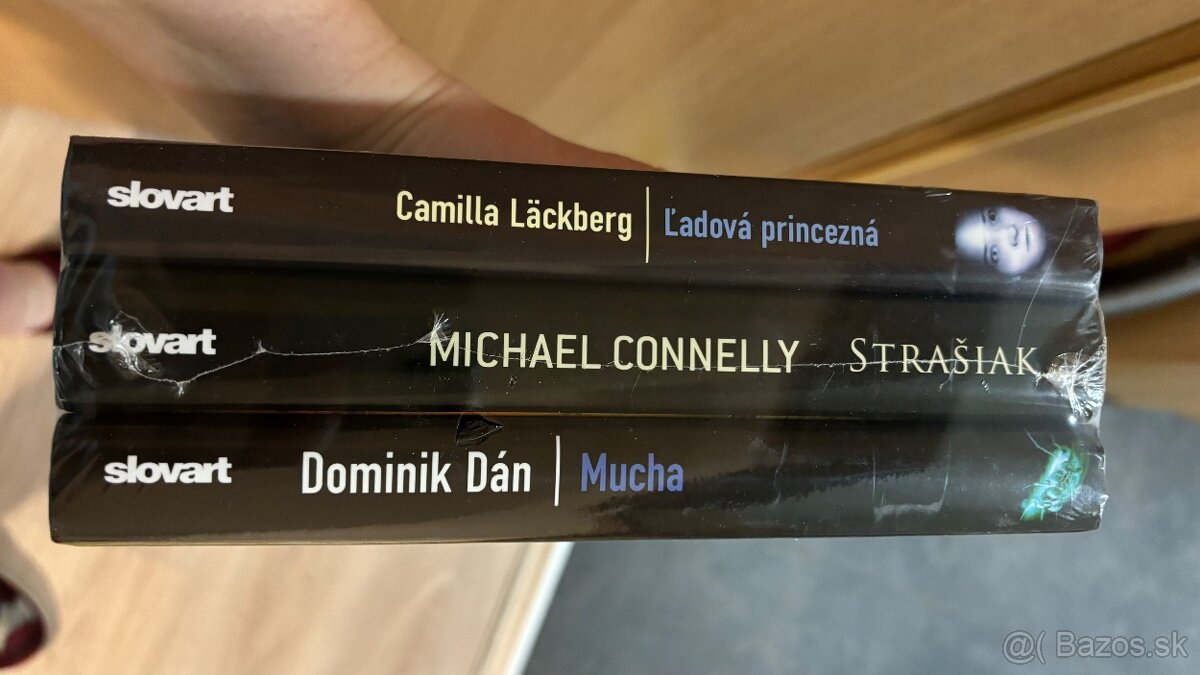 slovart Camilla Läckberg | Ľadová princezná
slovart MICHAEL CONNELLY STRAŠIAK
slovart Dominik Dán | Mucha
@( Bazos.sk